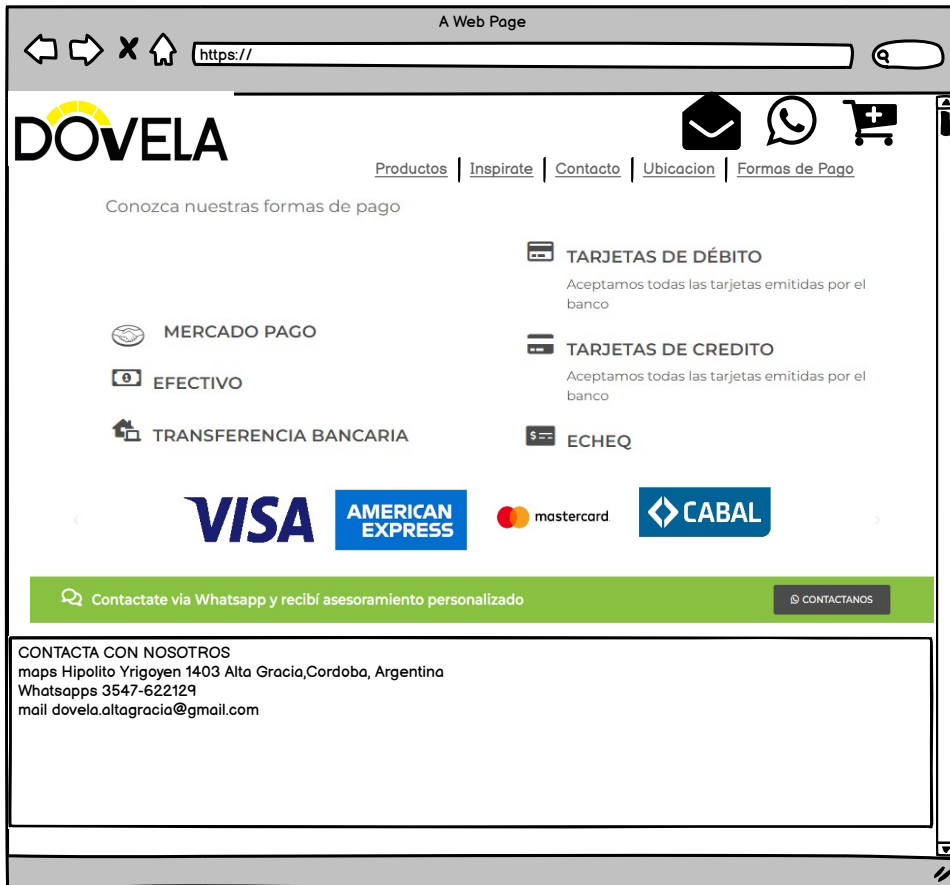 A Web Page
https://
DOVELA
Productos | Inspirate | Contacto | Ubicacion | Formas de Pago
Conozca nuestras formas de pago
MERCADO PAGO
EFECTIVO
TRANSFERENCIA BANCARIA
TARJETAS DE DÉBITO
Aceptamos todas las tarjetas emitidas por el
banco
TARJETAS DE CREDITO
Aceptamos todas las tarjetas emitidas por el
banco
ECHEQ
VISA
AMERICAN
EXPRESS
mastercard.
CABAL
Contactate via Whatsapp y recibí asesoramiento personalizado
CONTACTANOS
CONTACTA CON NOSOTROS
maps Hipolito Yrigoyen 1403 Alta Gracia,Cordoba, Argentina
Whatsapps 3547-622129
mail dovela.altagracia@gmail.com